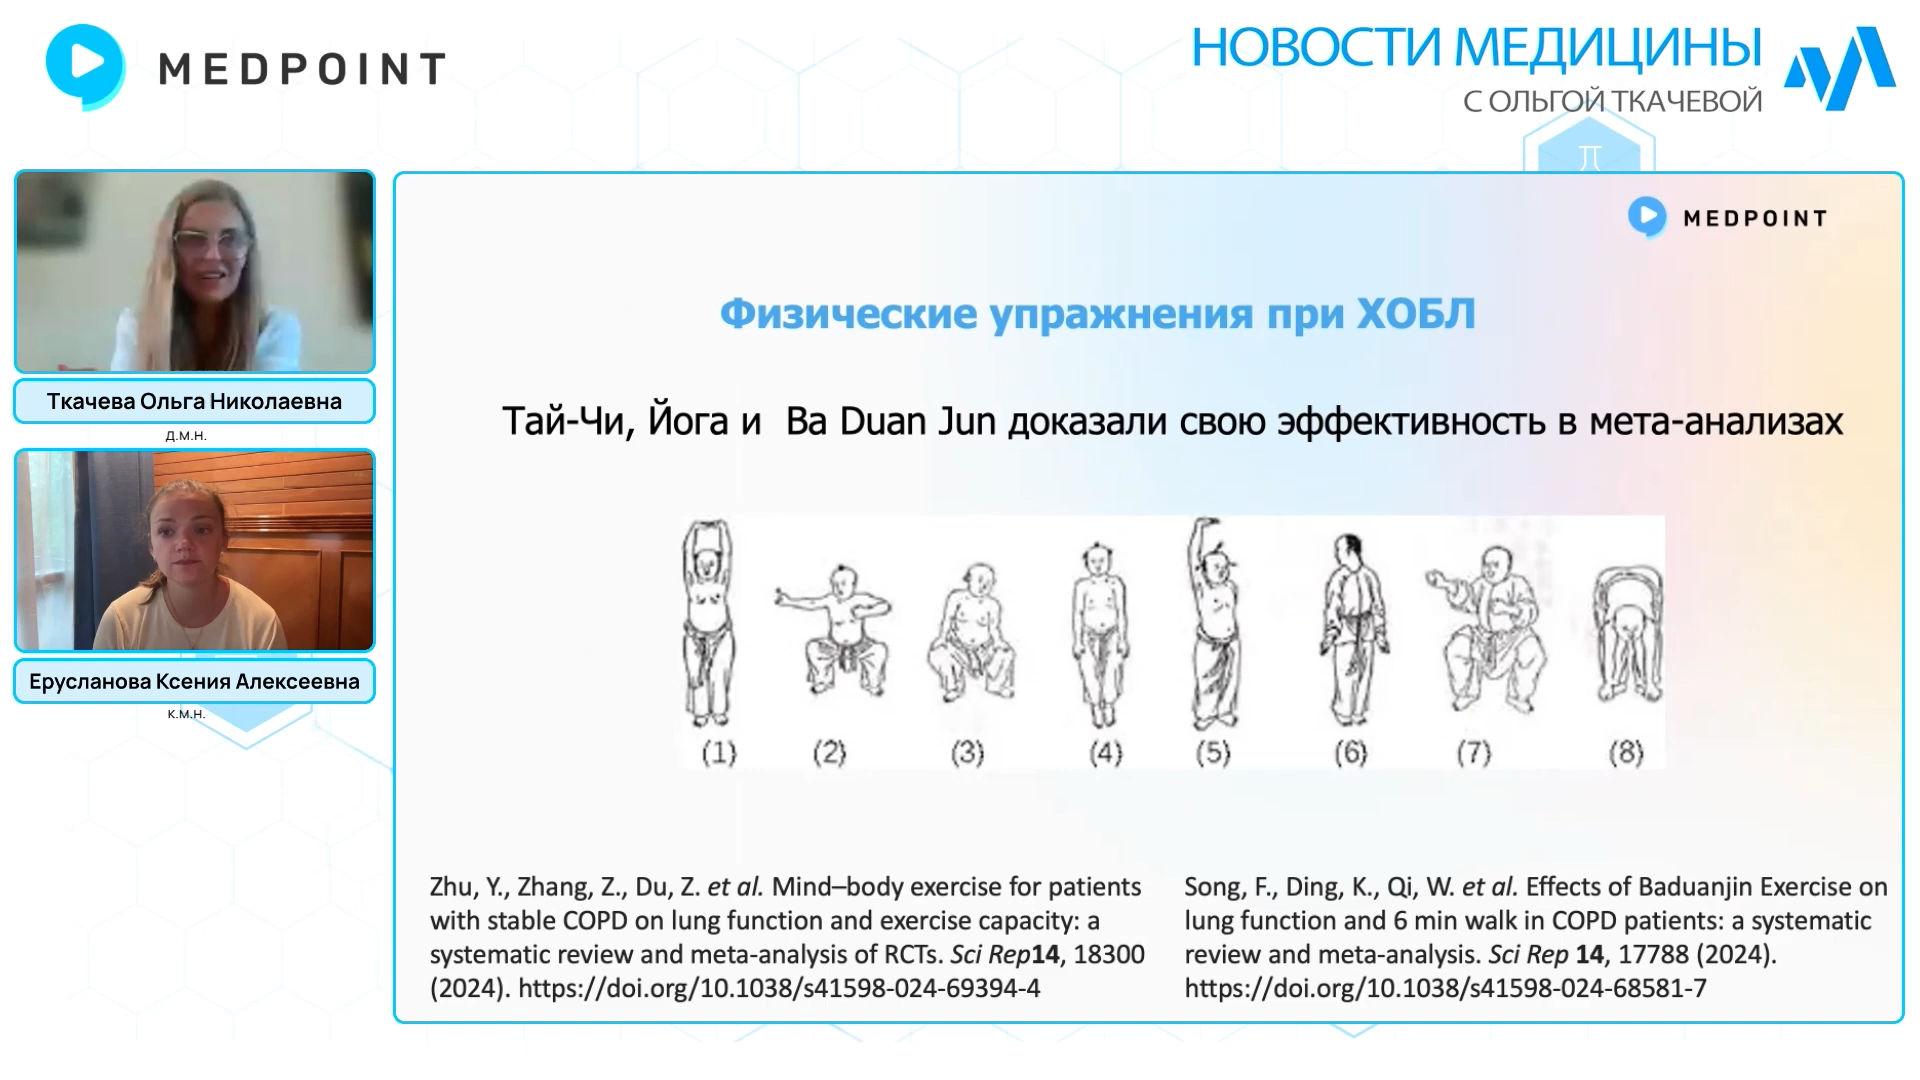 MEDPOINT
НОВОСТИ МЕДИЦИНЫ
С ОЛЬГОЙ ТКАЧЕВОЙ
Ткачева Ольга Николаевна
д.м.н.
Ерусланова Ксения Алексеевна
к.м.н.
MEDPOINT
Физические упражнения при ХОБЛ
Тай-Чи, Йога и Ba Duan Jun доказали свою эффективность в мета-анализах
(1) (2) (3) (4) (5) (6) (7) (8)
Zhu, Y., Zhang, Z., Du, Z. et al. Mind–body exercise for patients
with stable COPD on lung function and exercise capacity: a
systematic review and meta-analysis of RCTs. Sci Rep14, 18300
(2024). https://doi.org/10.1038/s41598-024-69394-4
Song, F., Ding, K., Qi, W. et al. Effects of Baduanjin Exercise on
lung function and 6 min walk in COPD patients: a systematic
review and meta-analysis. Sci Rep 14, 17788 (2024).
https://doi.org/10.1038/s41598-024-68581-7